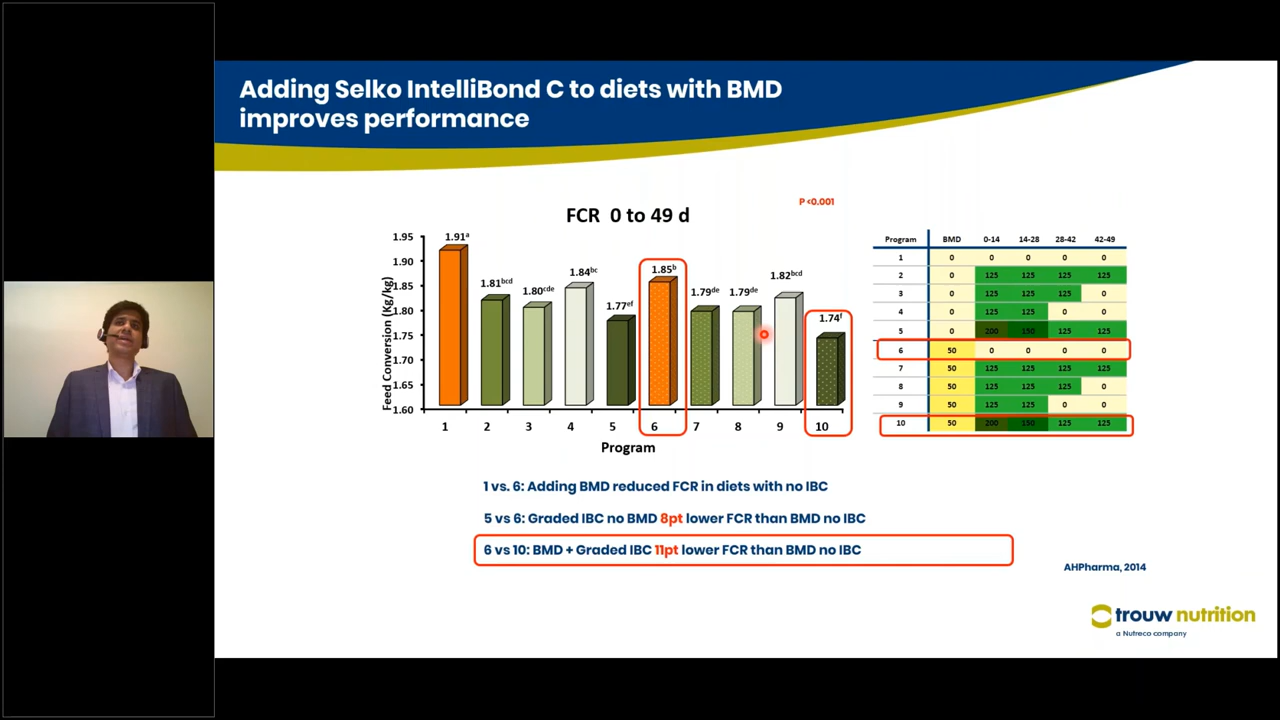 Adding Selko IntelliBond C to diets with BMD
improves performance
P <0.001
FCR 0 to 49 d
Feed Conversion (Kg/kg)
1.95
1.90
1.85
1.80
1.75
1.70
1.65
1.60
1.91ᵃ
1.81ᵇᶜᵈ
1.80ᶜᵈᵉ
1.84ᵇᶜ
1.77ᵉᶠ
1.85ᵇ
1.79ᵈᵉ
1.79ᵈᵉ
1.82ᵇᶜᵈ
1.74ᶠ
1 2 3 4 5 6 7 8 9 10
Program
Program BMD 0-14 14-28 28-42 42-49
1 0 0 0 0 0
2 0 125 125 125 125
3 0 125 125 125 0
4 0 125 125 0 0
5 0 200 150 125 125
6 50 0 0 0 0
7 50 125 125 125 125
8 50 125 125 125 0
9 50 125 125 0 0
10 50 200 150 125 125
1 vs. 6: Adding BMD reduced FCR in diets with no IBC
5 vs 6: Graded IBC no BMD 8pt lower FCR than BMD no IBC
6 vs 10: BMD + Graded IBC 11pt lower FCR than BMD no IBC
AHPharma, 2014
trouw nutrition
a Nutreco company